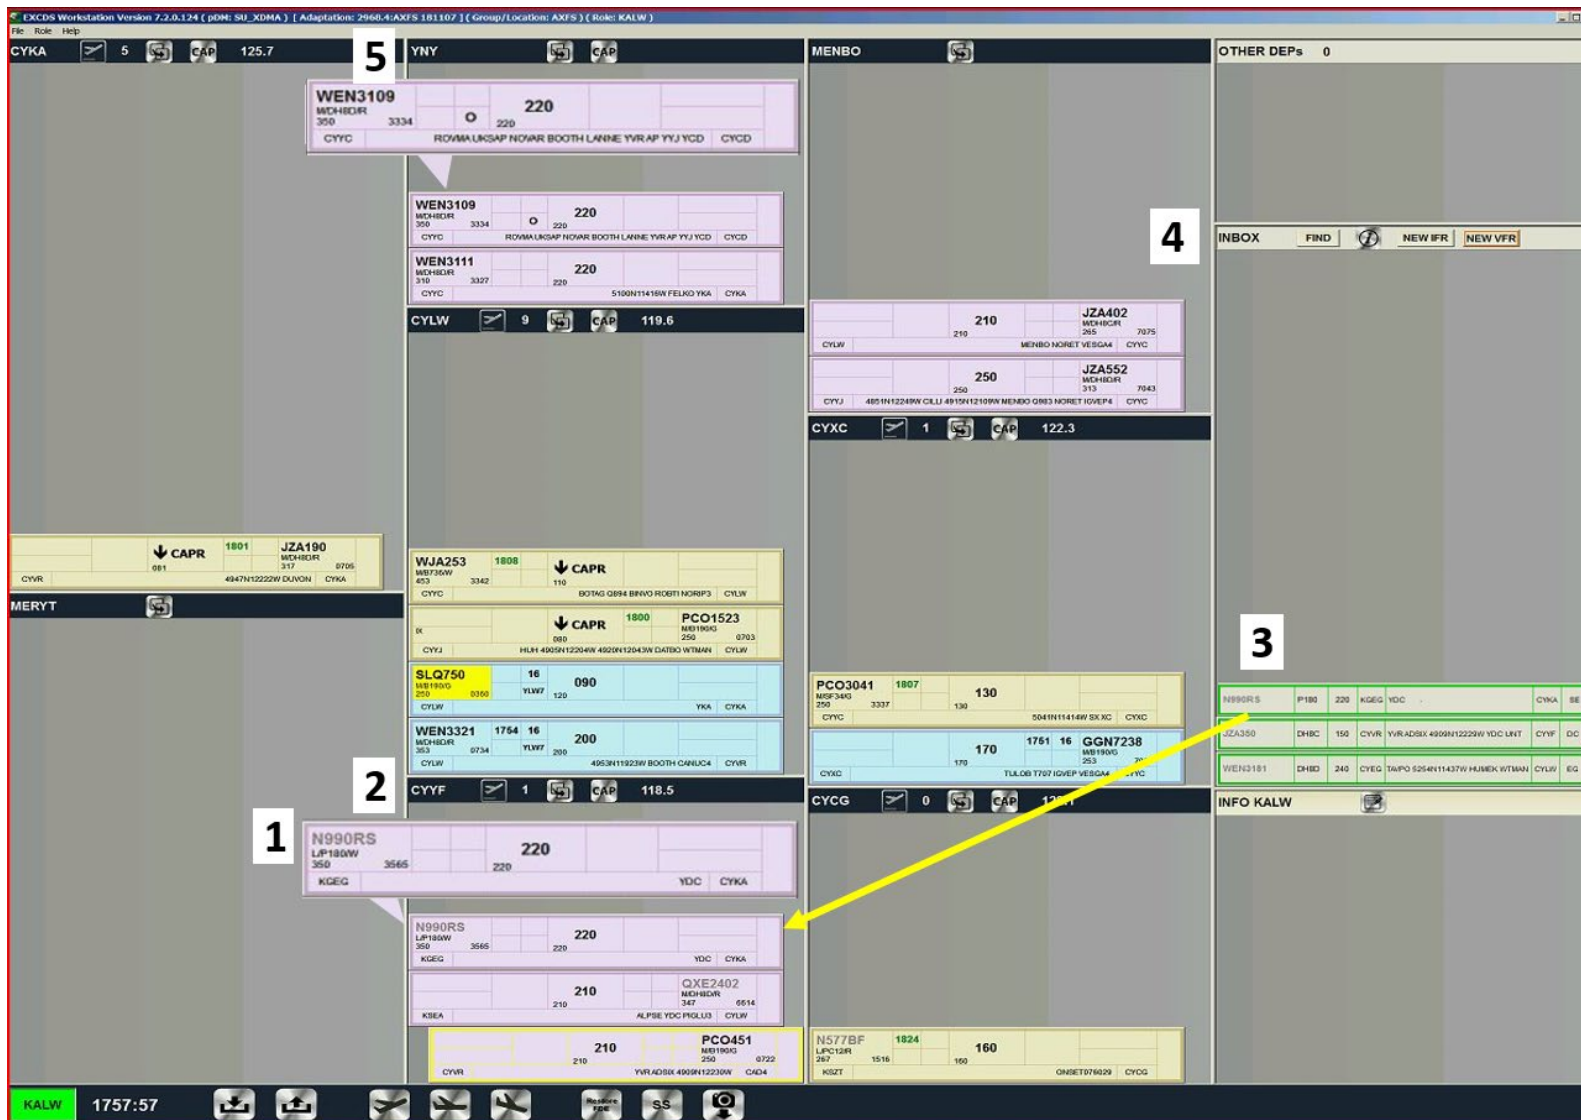 EXCDS Workstation Version 7.2.0.124 ( pDM: SU_XDMA ) [ Adaptation: 2968.4:AXFS 181107 ] ( Group/Location: AXFS ) ( Role: KALW )
File Role Help
CYKA 5 CAP 125.7
1801 JZA190
CAPR M/DH8D/R
081 317 0705
CYVR 4947N12222W DUVON CYKA
MERYT
5
YNY CAP
WEN3109
M/DH8D/R 220
350 3334 O 220
CYYC ROVMA UKSAP NOVAR BOOTH LANNE YVR AP YYJ YCD CYCD
WEN3109
M/DH8D/R 220
350 3334 O 220
CYYC ROVMA UKSAP NOVAR BOOTH LANNE YVR AP YYJ YCD CYCD
WEN3111
M/DH8D/R 220
310 3327 220
CYYC 5100N11416W FELKO YKA CYKA
CYLW 9 CAP 119.6
WJA253 1808
M/B736/W CAPR
453 3342 110
CYYC BOTAG Q894 BINVO ROBTI NORIP3 CYLW
1800 PCO1523
IX CAPR M/B190/G
080 250 0703
CYYJ HUH 4905N12204W 4920N12043W DATBO WTMAN CYLW
SLQ750 16
M/B190/G 090
250 0360 YLW7 120
CYLW YKA CYKA
WEN3321 1754 16
M/DH8D/R 200
353 0734 YLW7 200
CYLW 4953N11923W BOOTH CANUC4 CYVR
2
CYYF 1 CAP 118.5
1
N990RS
L/P180/W 220
350 3565 220
KGEG YDC CYKA
N990RS
L/P180/W 220
350 3565 220
KGEG YDC CYKA
QXE2402
210 M/DH8D/R
210 347 6614
KSEA ALPSE YDC PIGLU3 CYLW
PCO451
210 M/B190/G
210 250 0722
CYVR YVR ADSIX 4909N12230W CAD4
MENBO
JZA402
210 M/DH8C/R
210 265 7075
CYLW MENBO NORET VESGA4 CYYC
JZA552
250 M/DH8D/R
250 313 7043
CYYJ 4851N12249W CILLI 4915N12109W MENBO Q983 NORET IGVEP4 CYYC
CYXC 1 CAP 122.3
PCO3041 1807
M/SF34/G 130
250 3337 130
CYYC 5041N11414W SX XC CYXC
1751 16 GGN7238
170 M/B190/G
170 253
CYXC TULOB T707 IGVEP VESGA4
CYCG 0 CAP
N577BF 1824
L/PC12/R 160
267 1516 160
KSZT ONSET076029 CYCG
OTHER DEPs 0
4
INBOX FIND NEW IFR NEW VFR
3
N990RS P180 220 KGEG YDC CYKA SE
JZA350 DH8C 150 CYVR YVR ADSIX 4909N12229W YDC UNT CYYF DC
WEN3181 DH8D 240 CYEG TAVPO 5254N11437W HUMEK WTMAN CYLW EG
INFO KALW
KALW 1757:57 Restore FDE SS